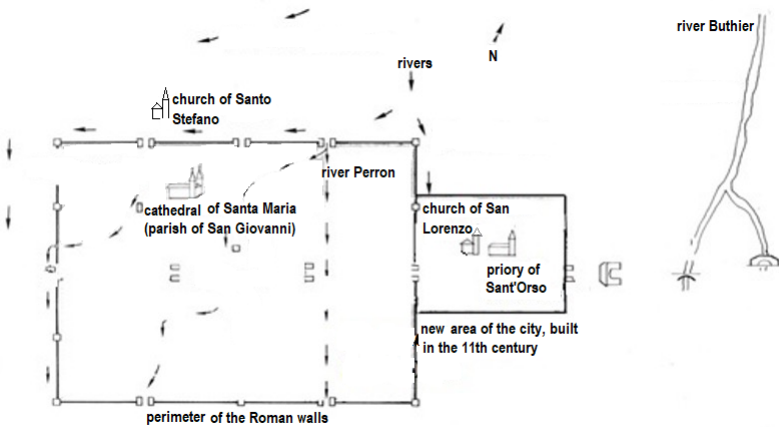 river Buthier
N
rivers
church of Santo
Stefano
river Perron
cathedral of Santa Maria
(parish of San Giovanni)
church of San
Lorenzo
priory of
Sant'Orso
new area of the city, built
in the 11th century
perimeter of the Roman walls